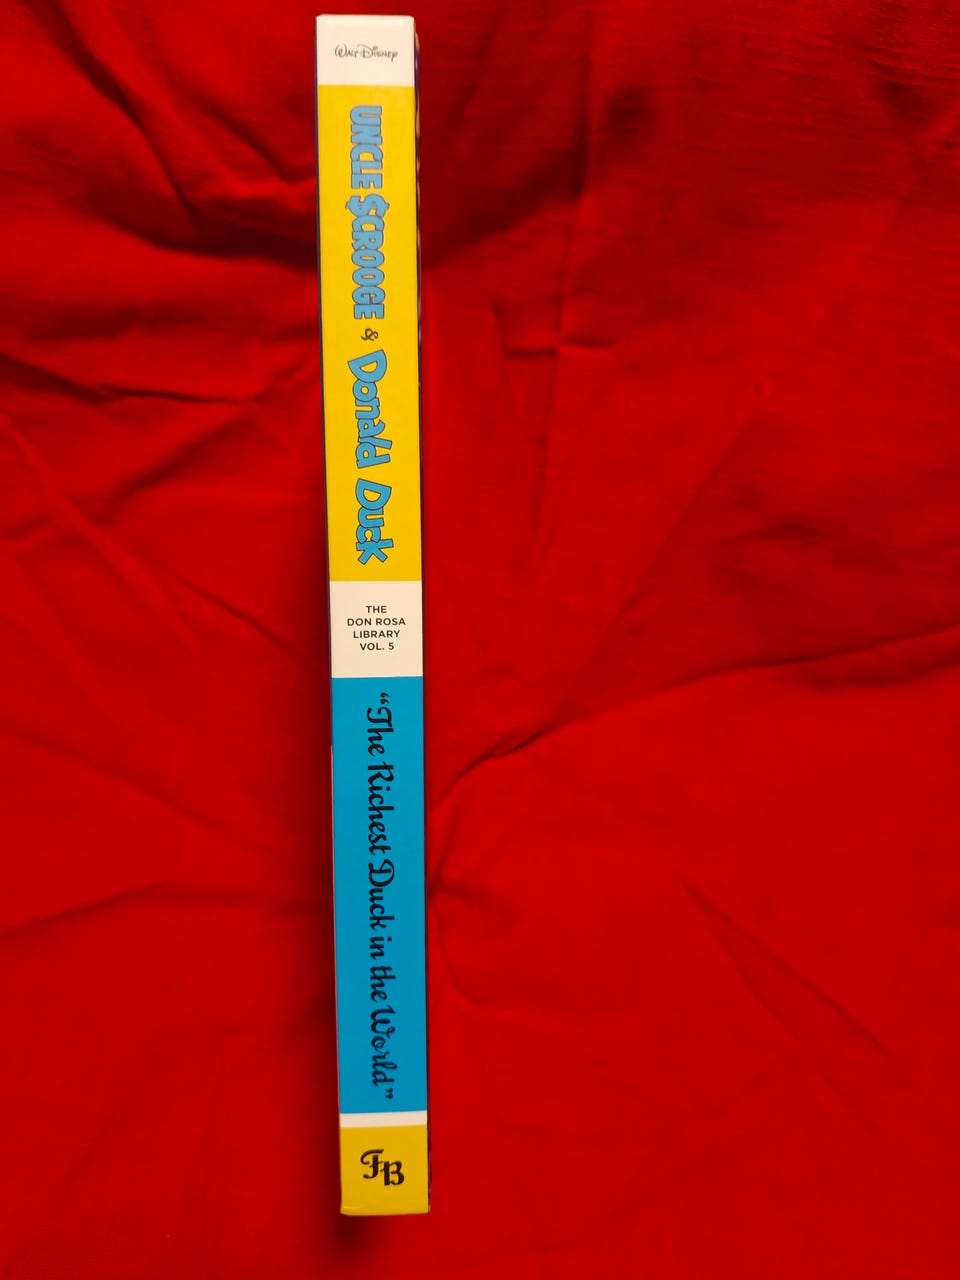 WALT DISNEY
UNCLE $CROOGE & Donald Duck
THE
DON ROSA
LIBRARY
VOL. 5
“The Richest Duck in the World”
FB